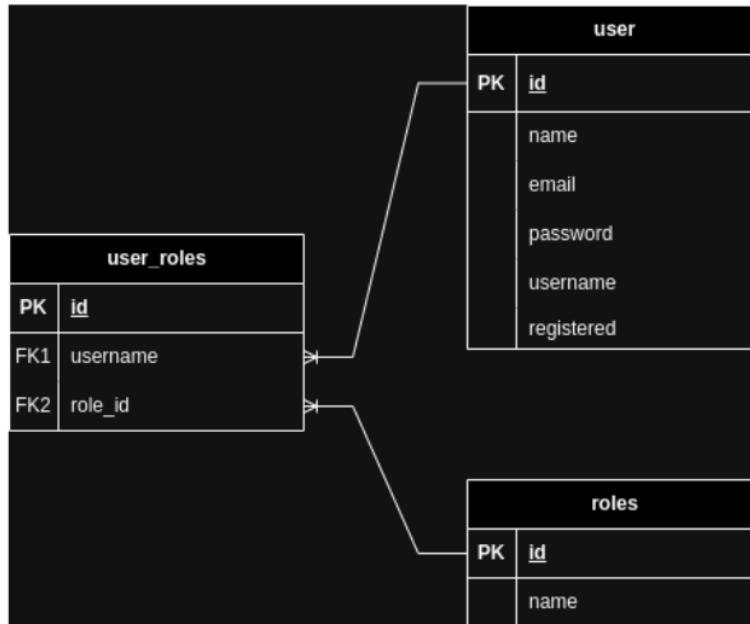 user
PK id
name
email
password
username
registered
user_roles
PK id
FK1 username
FK2 role_id
roles
PK id
name